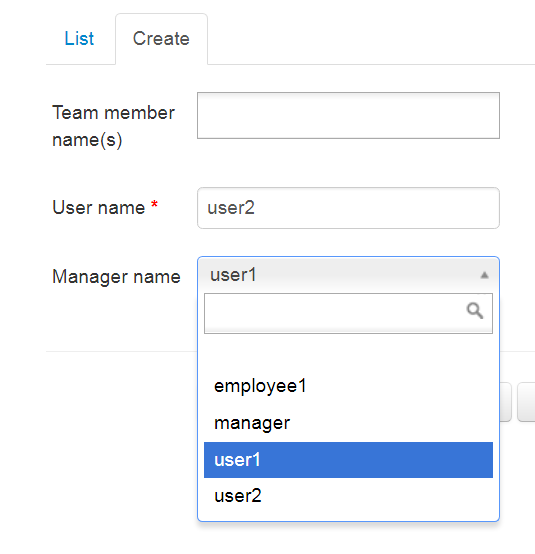 List Create
Team member
name(s)
User name * user2
Manager name user1
employee1
manager
user1
user2